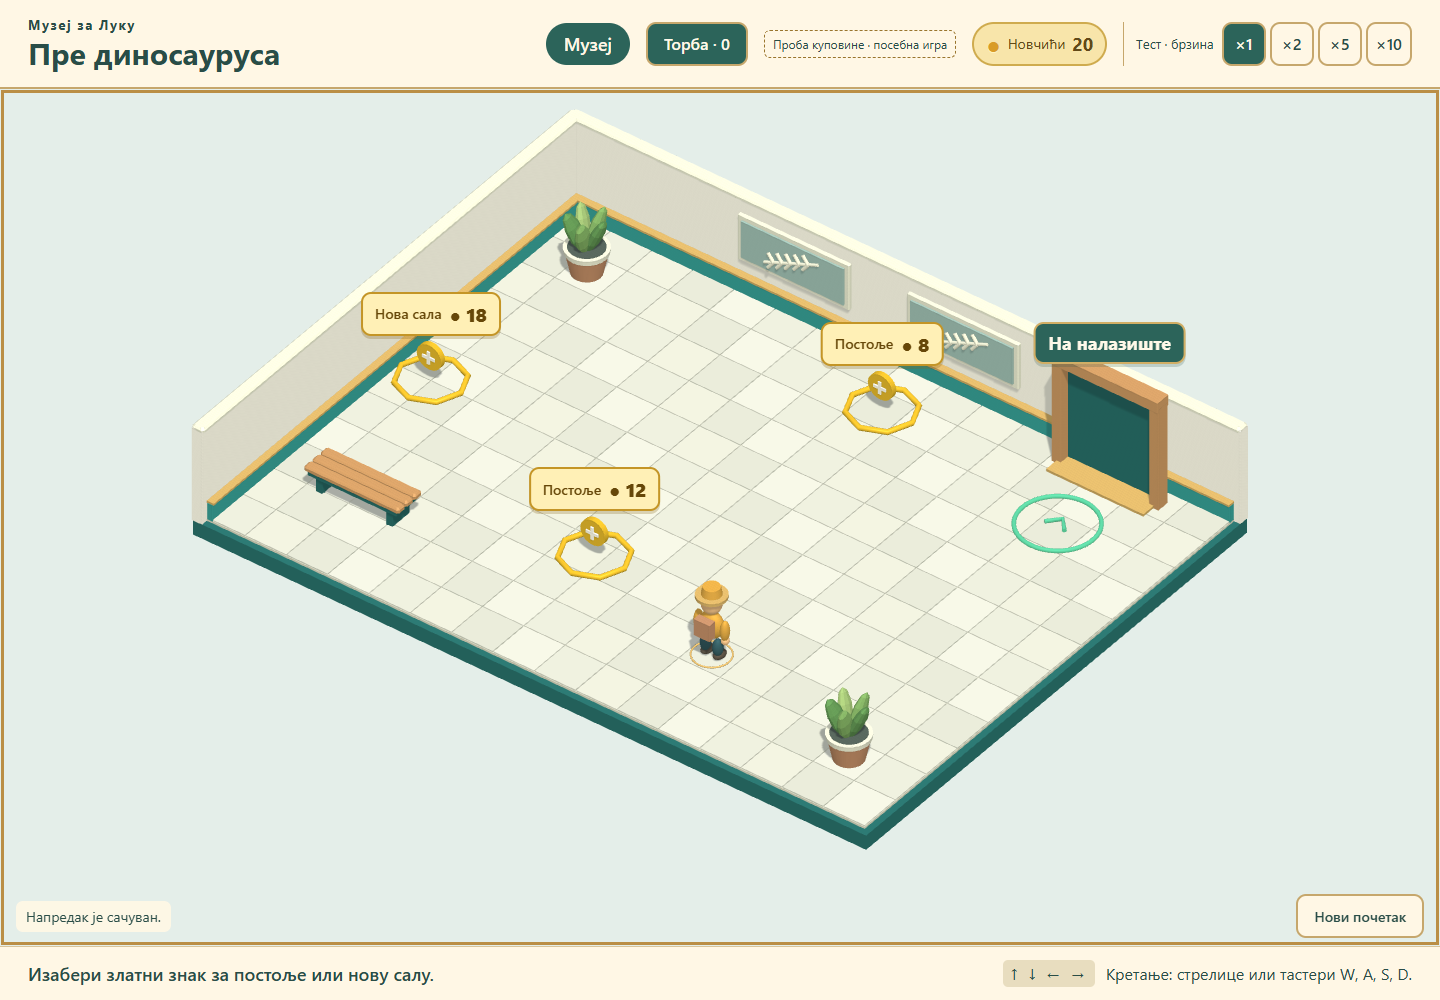 Музеј за Луку
Пре диносауруса
Музеј
Торба · 0
Проба куповине · посебна игра
Новчићи 20
Тест · брзина
×1
×2
×5
×10
Нова сала ● 18
Постоље ● 8
На налазиште
Постоље ● 12
Напредак је сачуван.
Нови почетак
Изабери златни знак за постоље или нову салу.
↑ ↓ ← → Кретање: стрелице или тастери W, A, S, D.